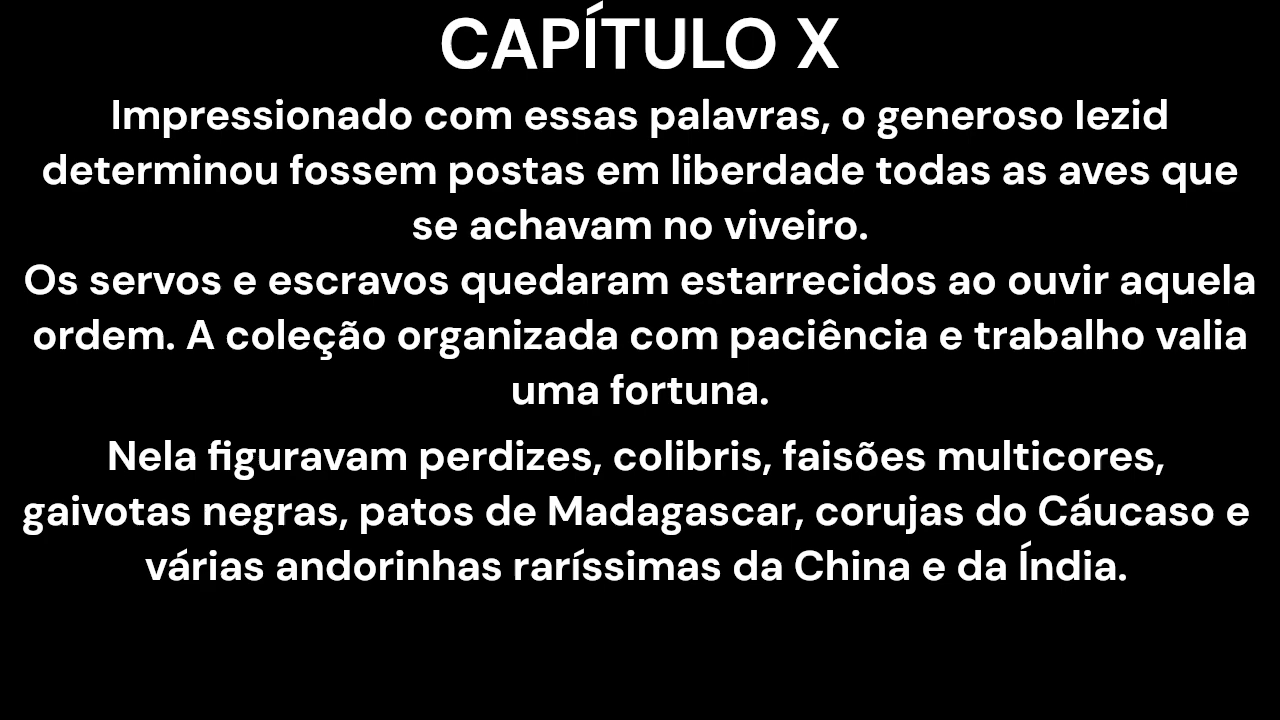 CAPÍTULO X
Impressionado com essas palavras, o generoso Iezid
determinou fossem postas em liberdade todas as aves que
se achavam no viveiro.
Os servos e escravos quedaram estarrecidos ao ouvir aquela
ordem. A coleção organizada com paciência e trabalho valia
uma fortuna.
Nela figuravam perdizes, colibris, faisões multicores,
gaivotas negras, patos de Madagascar, corujas do Cáucaso e
várias andorinhas raríssimas da China e da Índia.